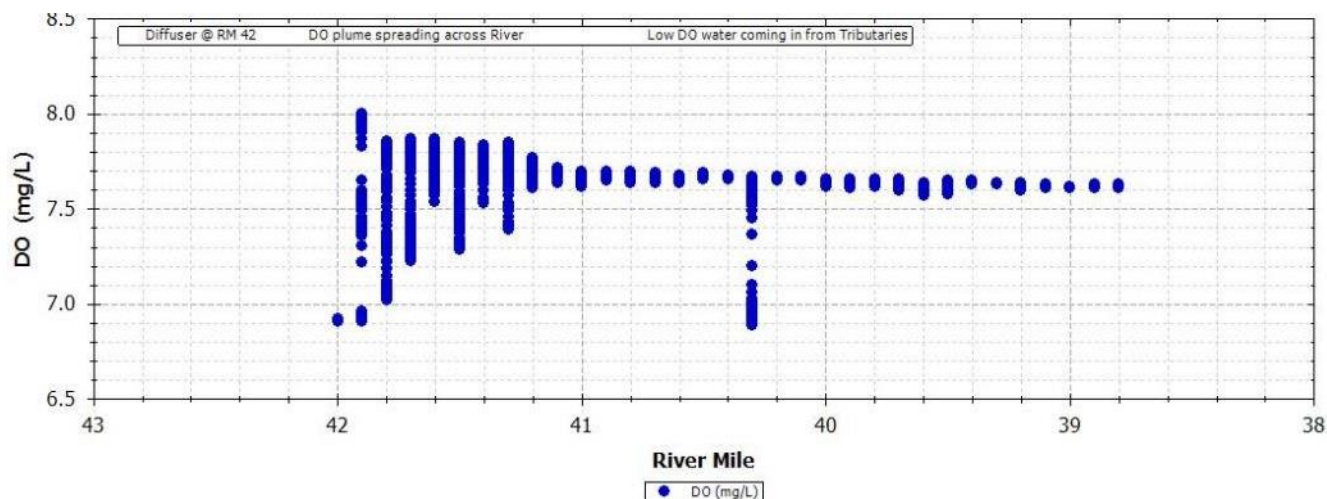 8.5
Diffuser @ RM 42 DO plume spreading across River Low DO water coming in from Tributaries
8.0
7.5
7.0
6.5
DO (mg/L)
43 42 41 40 39 38
River Mile
DO (mg/L)